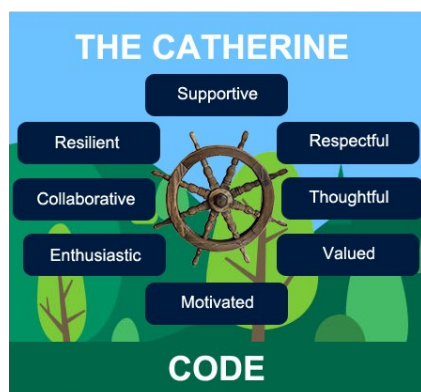 THE CATHERINE
Supportive
Resilient
Respectful
Collaborative
Thoughtful
Enthusiastic
Valued
Motivated
CODE